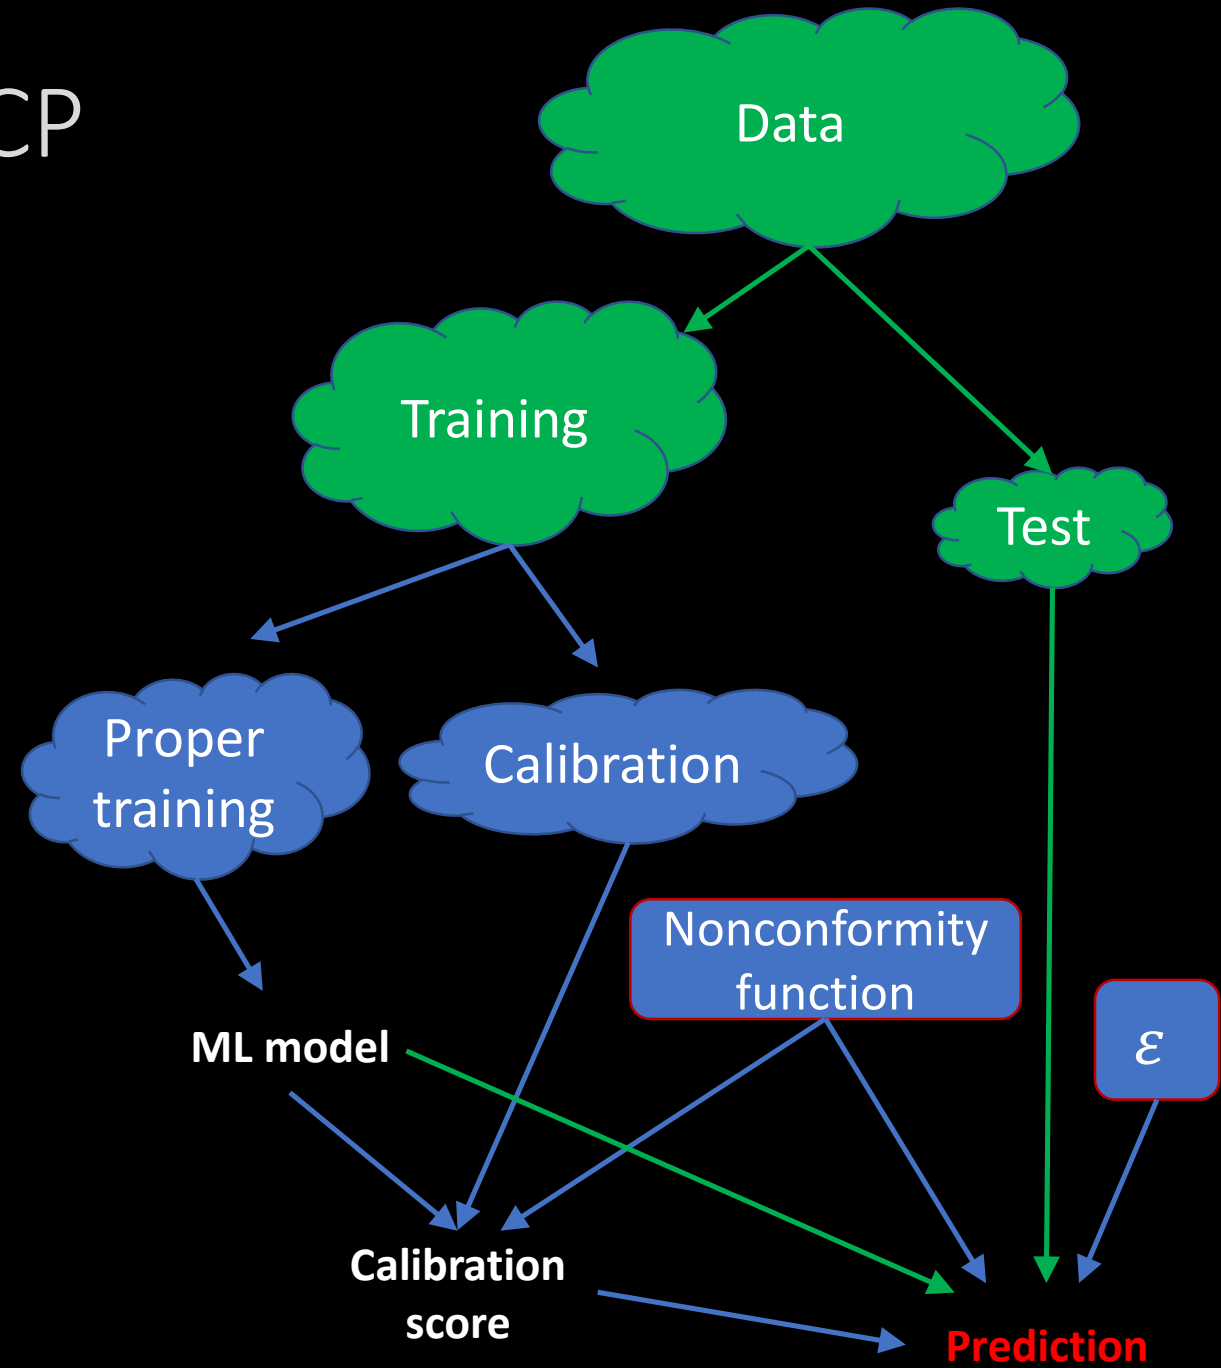 CP
Data
Training
Test
Proper
training
Calibration
Nonconformity
function
ε
ML model
Calibration
score
Prediction